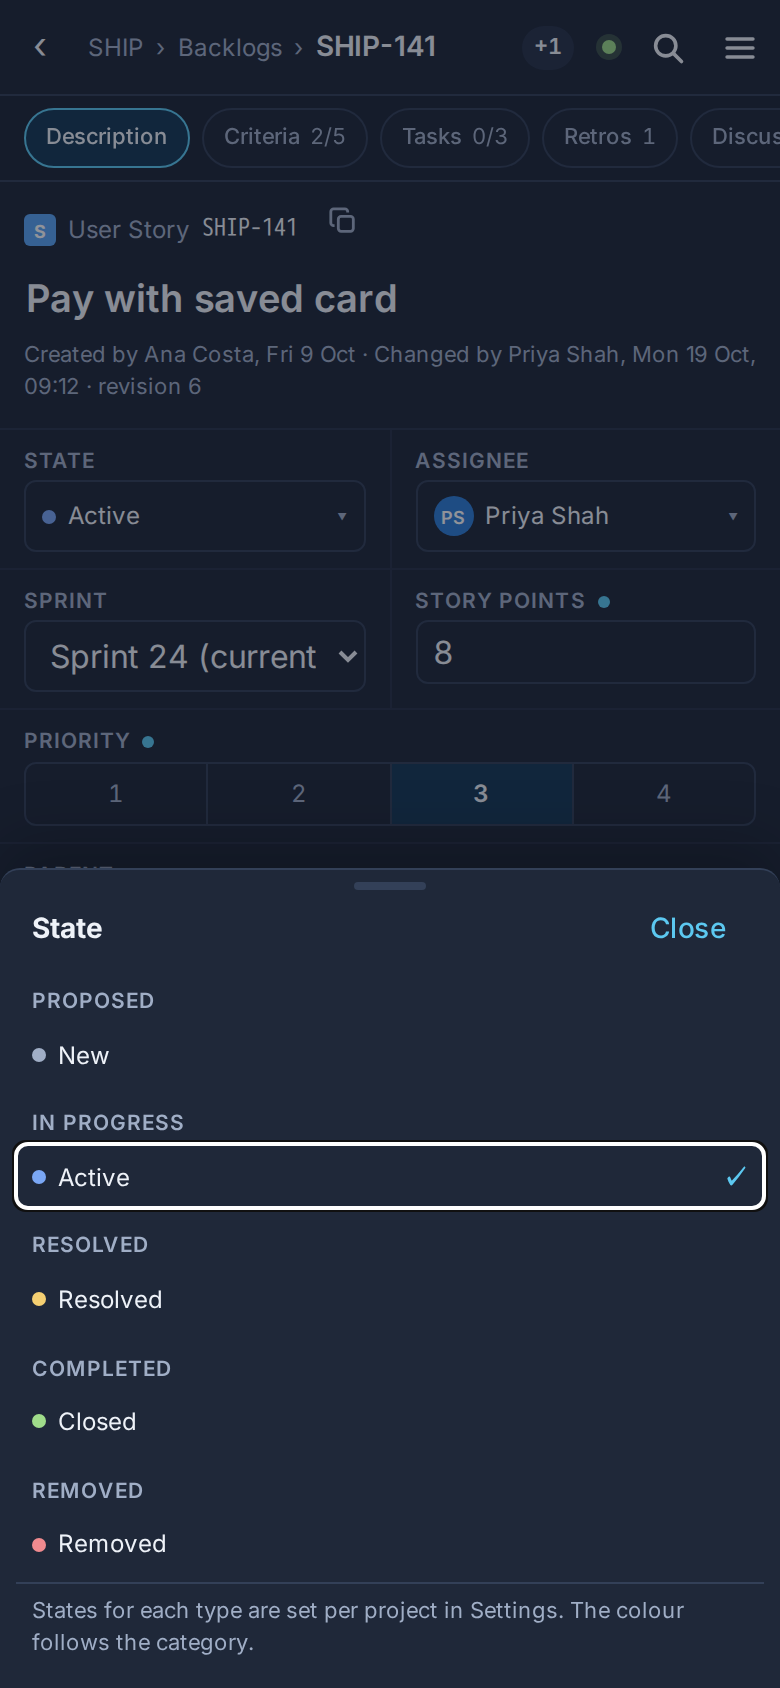 SHIP › Backlogs › SHIP-141 +1
Description Criteria 2/5 Tasks 0/3 Retros 1 Discus
S User Story SHIP-141
Pay with saved card
Created by Ana Costa, Fri 9 Oct · Changed by Priya Shah, Mon 19 Oct,
09:12 · revision 6
STATE ASSIGNEE
Active PS Priya Shah
SPRINT STORY POINTS
Sprint 24 (current 8
PRIORITY
1 2 3 4
PARENT
State Close
PROPOSED
New
IN PROGRESS
Active ✓
RESOLVED
Resolved
COMPLETED
Closed
REMOVED
Removed
States for each type are set per project in Settings. The colour
follows the category.